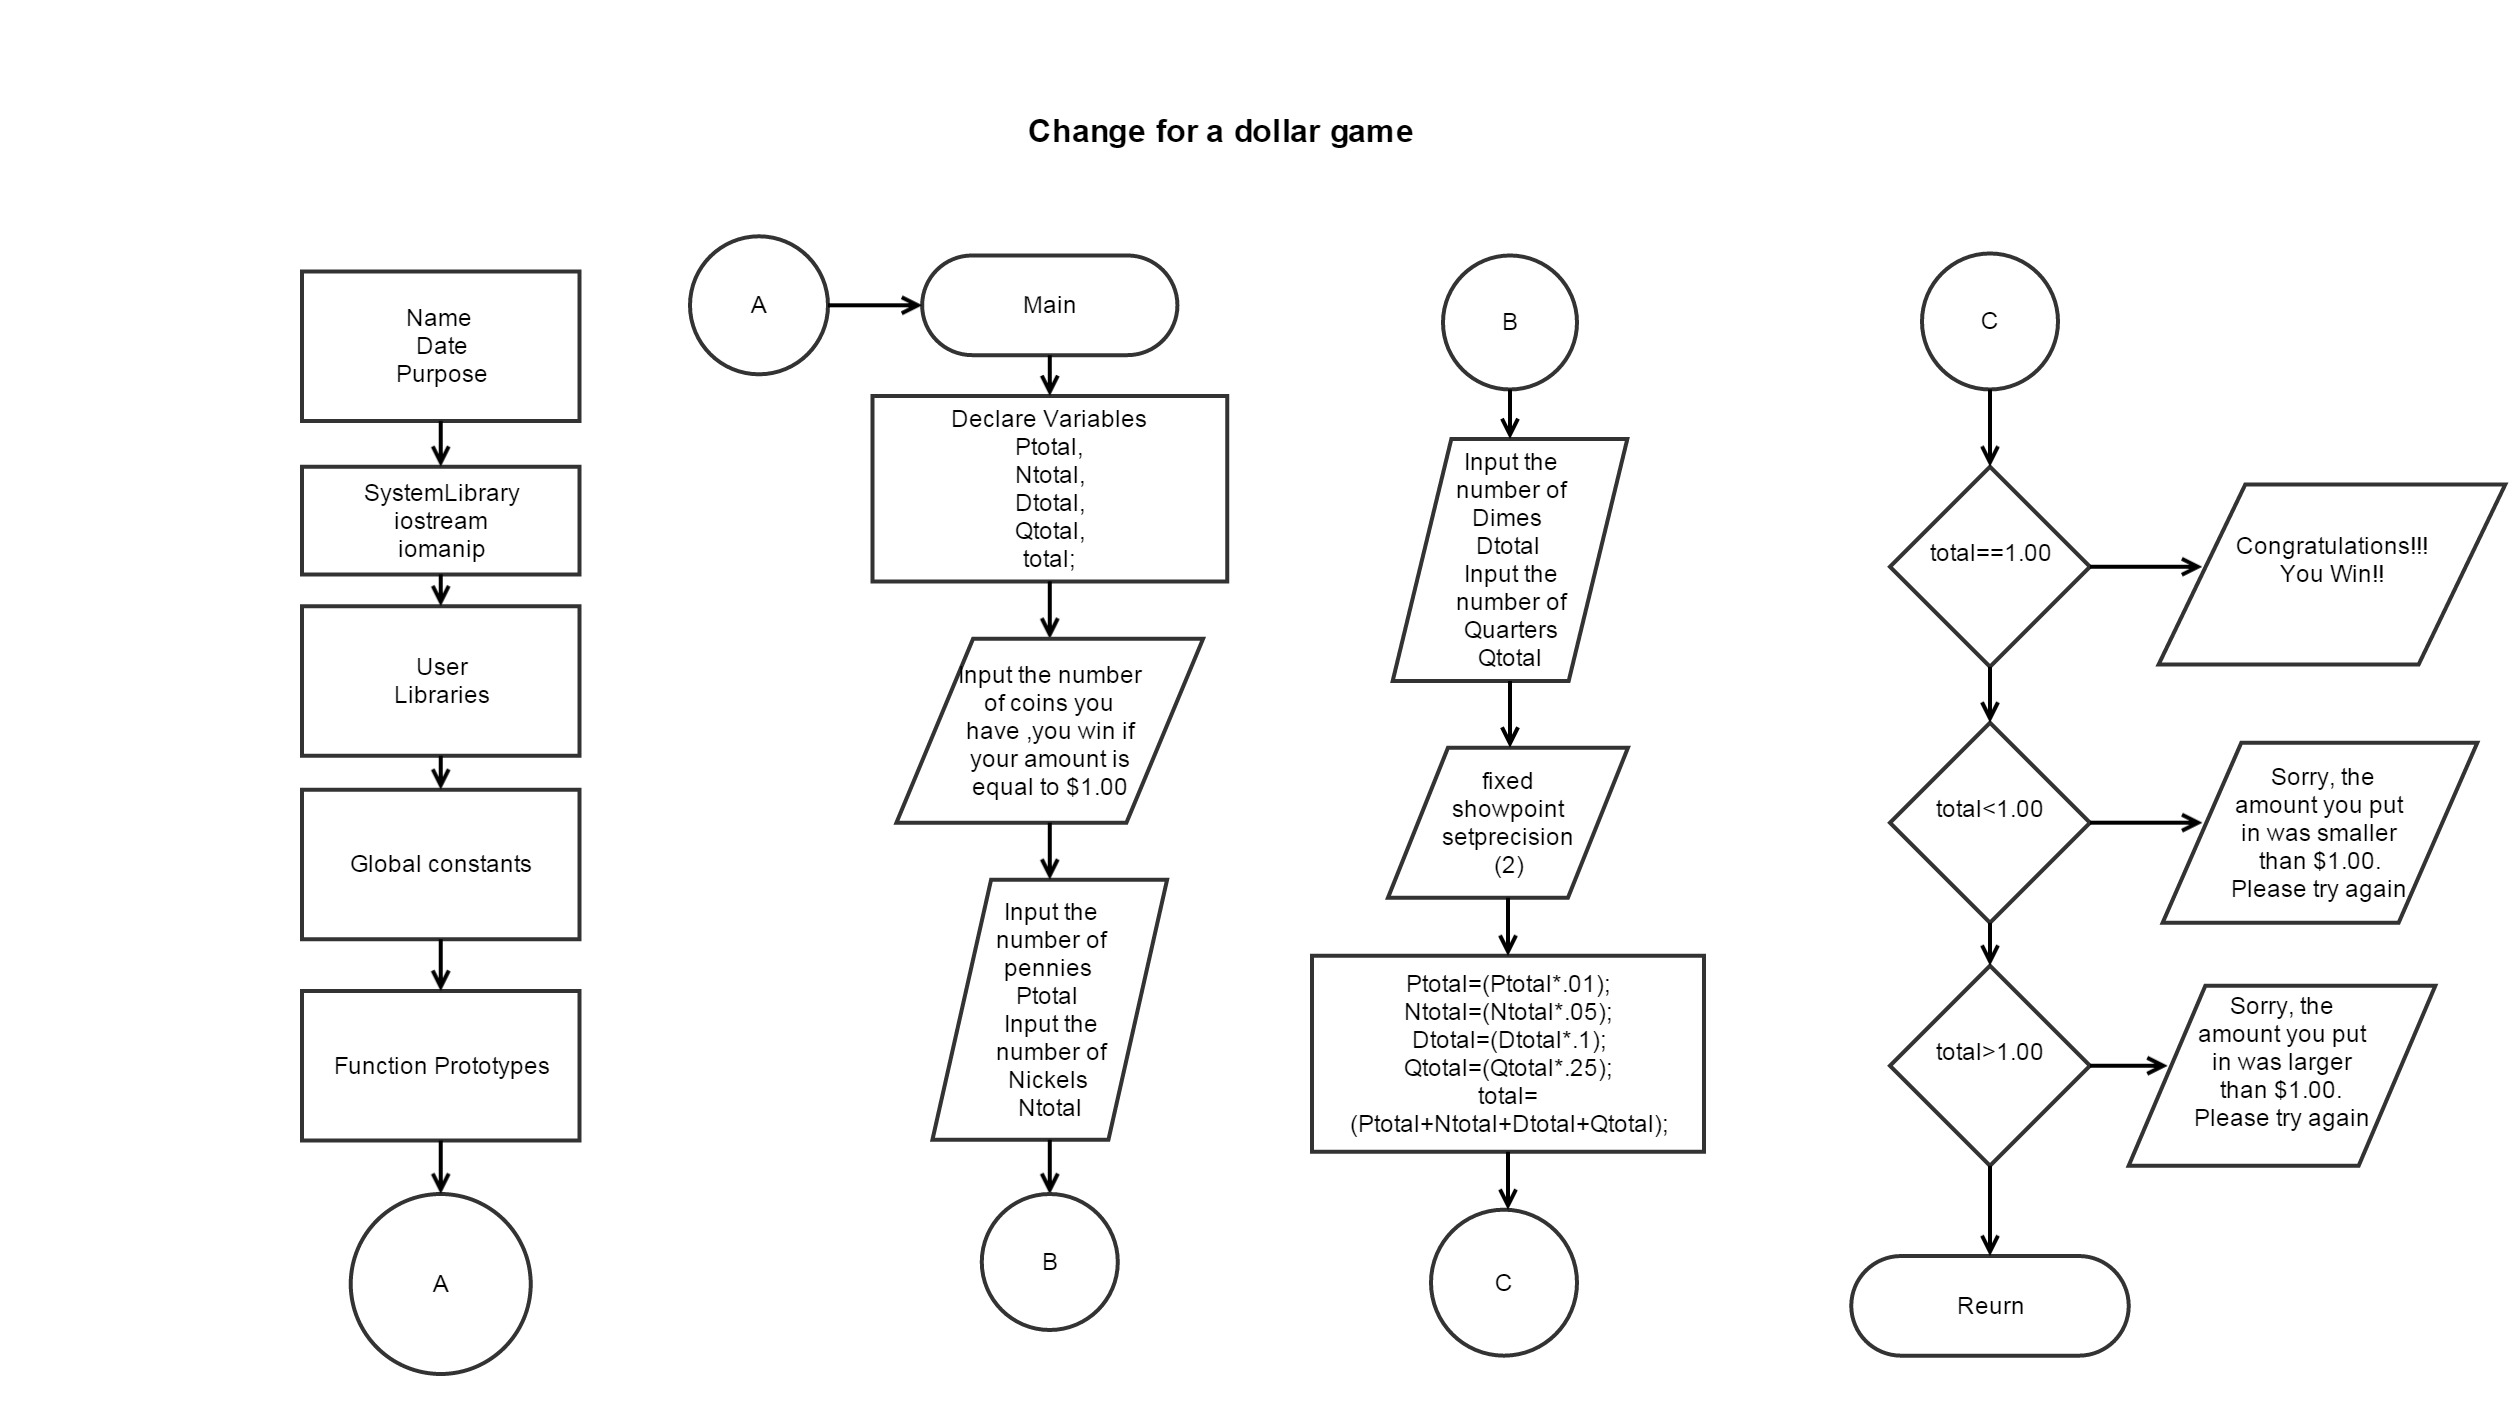 Change for a dollar game
Name
Date
Purpose
SystemLibrary
iostream
iomanip
User
Libraries
Global constants
Function Prototypes
A
A
Main
Declare Variables
Ptotal,
Ntotal,
Dtotal,
Qtotal,
total;
Input the number
of coins you
have ,you win if
your amount is
equal to $1.00
Input the
number of
pennies
Ptotal
Input the
number of
Nickels
Ntotal
B
B
Input the
number of
Dimes
Dtotal
Input the
number of
Quarters
Qtotal
fixed
showpoint
setprecision
(2)
Ptotal=(Ptotal*.01);
Ntotal=(Ntotal*.05);
Dtotal=(Dtotal*.1);
Qtotal=(Qtotal*.25);
total=
(Ptotal+Ntotal+Dtotal+Qtotal);
C
C
total==1.00
Congratulations!!!
You Win!!
total<1.00
Sorry, the
amount you put
in was smaller
than $1.00.
Please try again
total>1.00
Sorry, the
amount you put
in was larger
than $1.00.
Please try again
Reurn